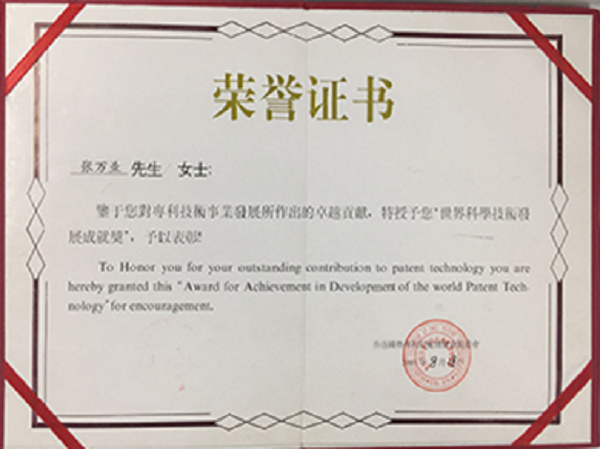 荣誉证书
张万业 先生 女士:
鑒于您對專科技術事業發展所作出的卓越貢獻，特授予您“世界科學技術發
展成就獎”，予以表彰!
To Honor you for your outstanding contribution to patent technology you are
hereby granted this “Award for Achievement in Development of the world Patent Tech-
nology” for encouragement.